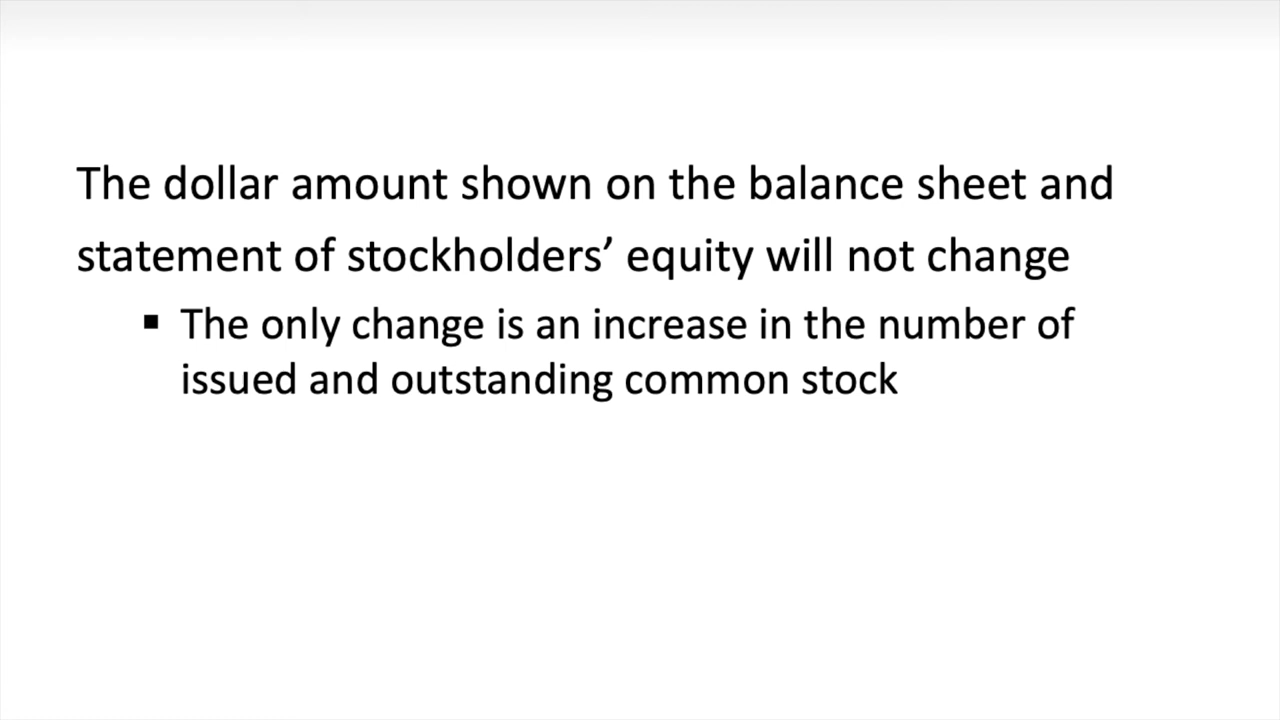 The dollar amount shown on the balance sheet and
statement of stockholders’ equity will not change
▪ The only change is an increase in the number of
issued and outstanding common stock